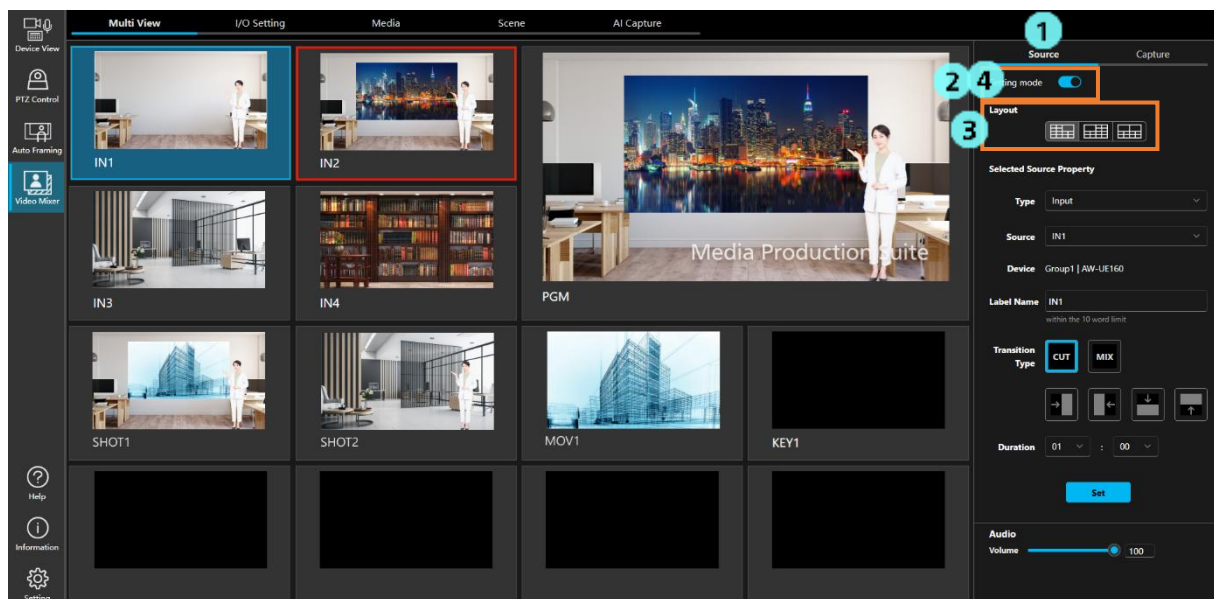 Multi View I/O Setting Media Scene AI Capture
1
Device View
PTZ Control
Auto Framing
Video Mixer
Help
Information
Setting
IN1
IN2
Media Production Suite
PGM
IN3
IN4
SHOT1
SHOT2
MOV1
KEY1
Source Capture
2 4 mode
Layout
3
Selected Source Property
Type Input
Source IN1
Device Group1 | AW-UE160
Label Name IN1
within the 10 word limit
Transition
Type
CUT MIX
Duration 01 : 00
Set
Audio
Volume 100